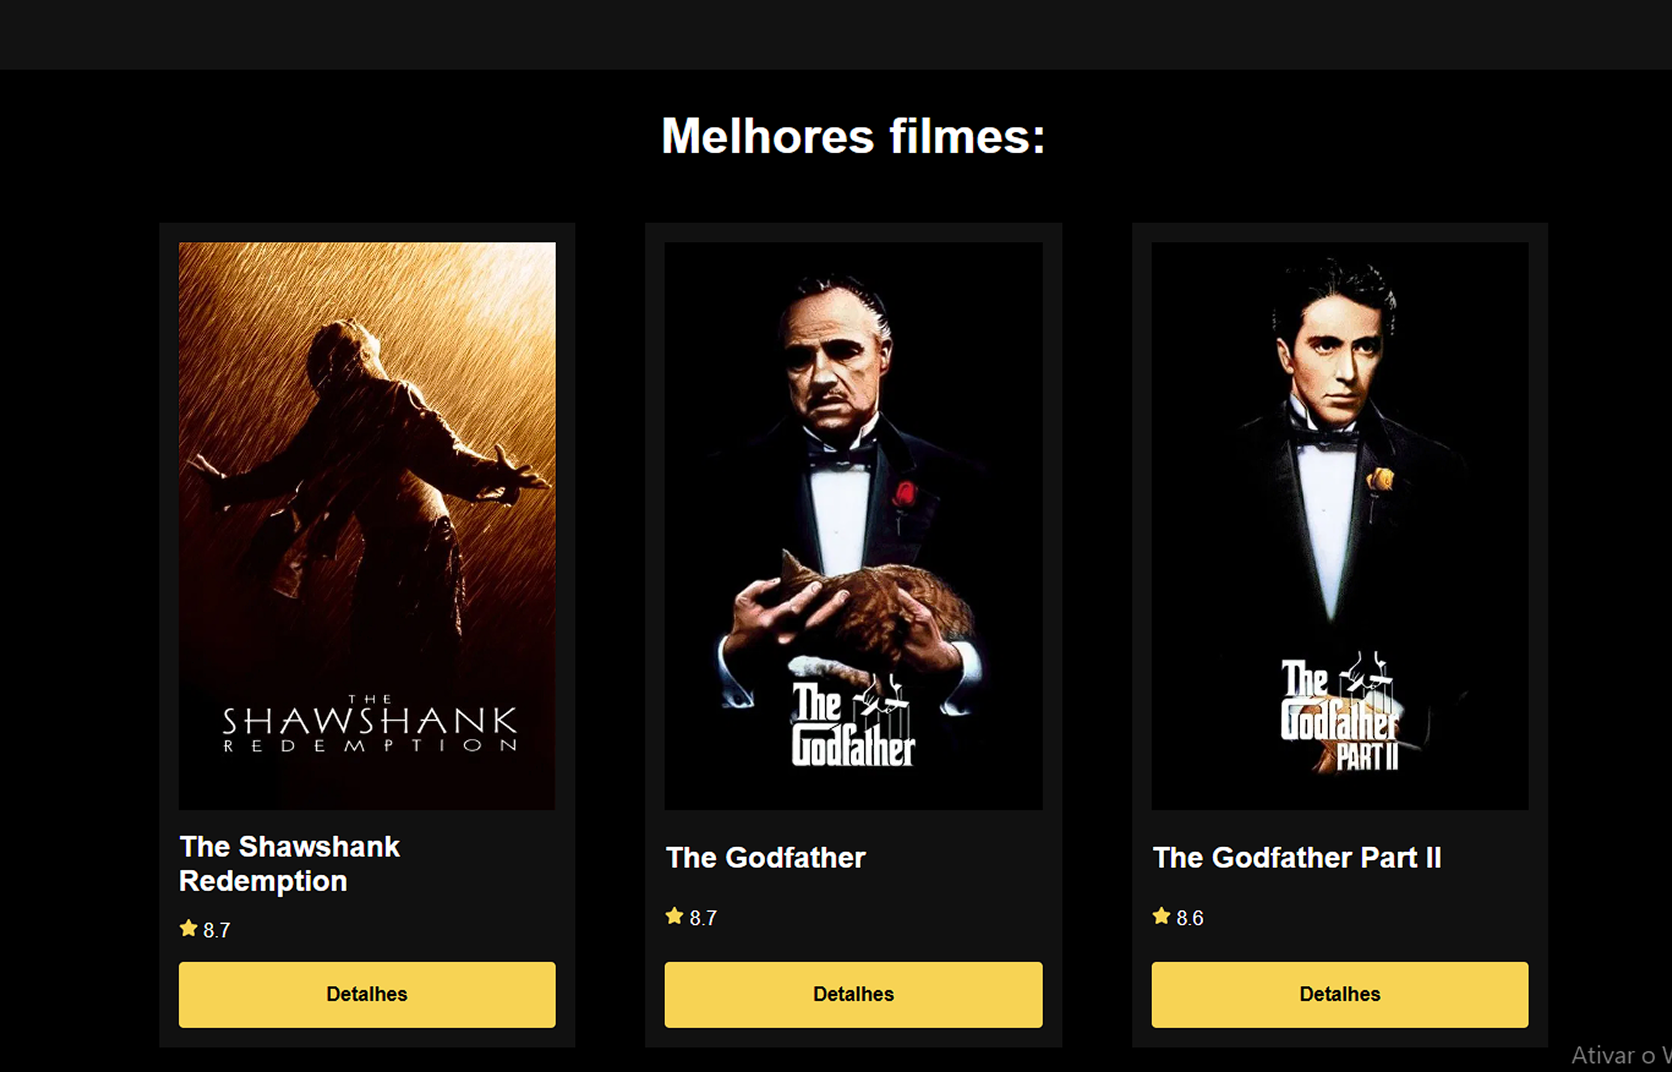 Melhores filmes:
THE
SHAWSHANK
REDEMPTION
The
Godfather
The
Godfather
PART II
The Shawshank
Redemption
8.7
Detalhes
The Godfather
8.7
Detalhes
The Godfather Part II
8.6
Detalhes
Ativar o